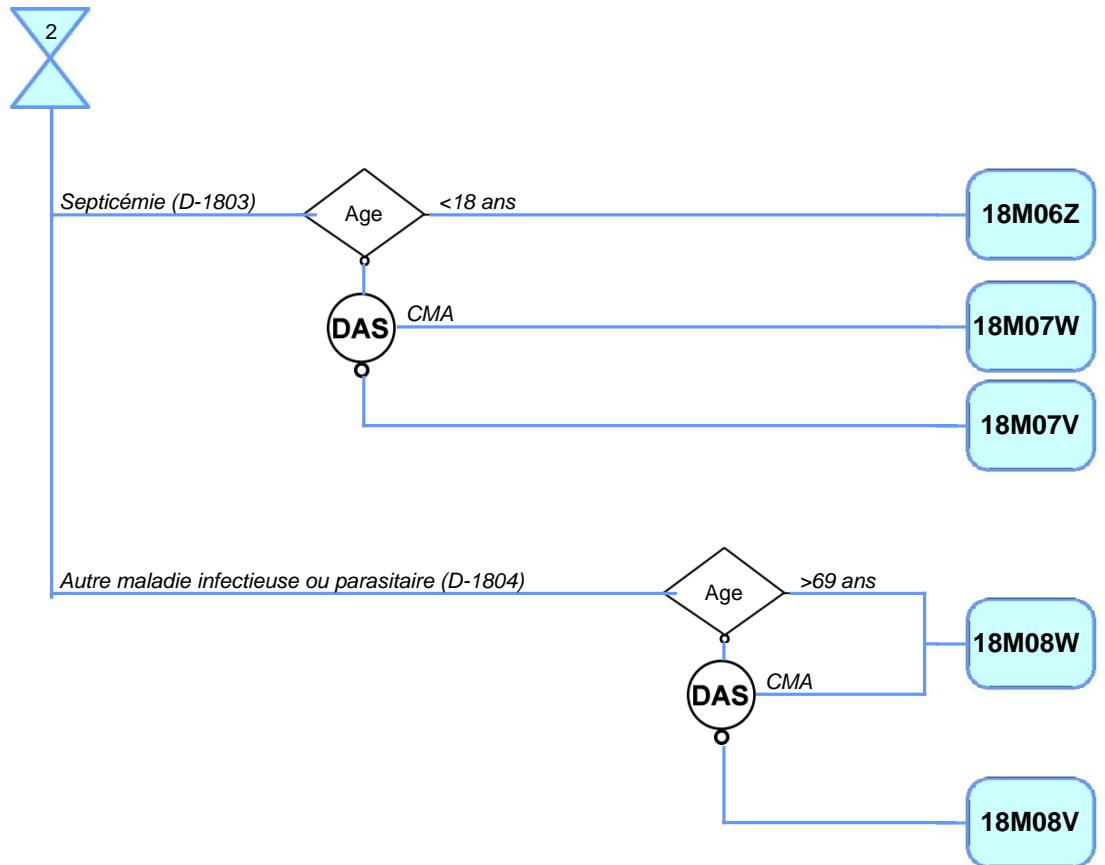 2
Septicémie (D-1803)
Age
<18 ans
18M06Z
DAS
CMA
18M07W
18M07V
Autre maladie infectieuse ou parasitaire (D-1804)
Age
>69 ans
18M08W
DAS
CMA
18M08V